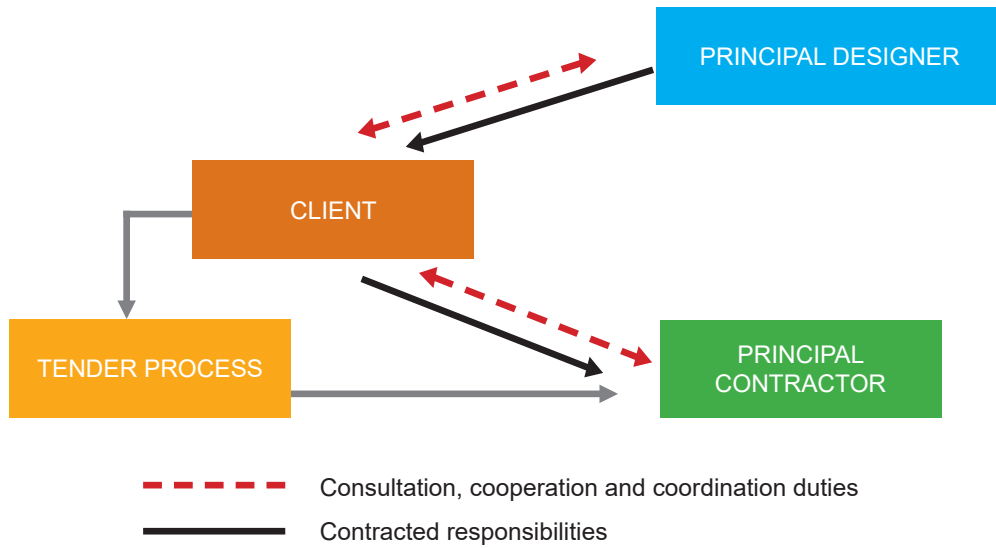 PRINCIPAL DESIGNER
CLIENT
TENDER PROCESS
PRINCIPAL
CONTRACTOR
Consultation, cooperation and coordination duties
Contracted responsibilities